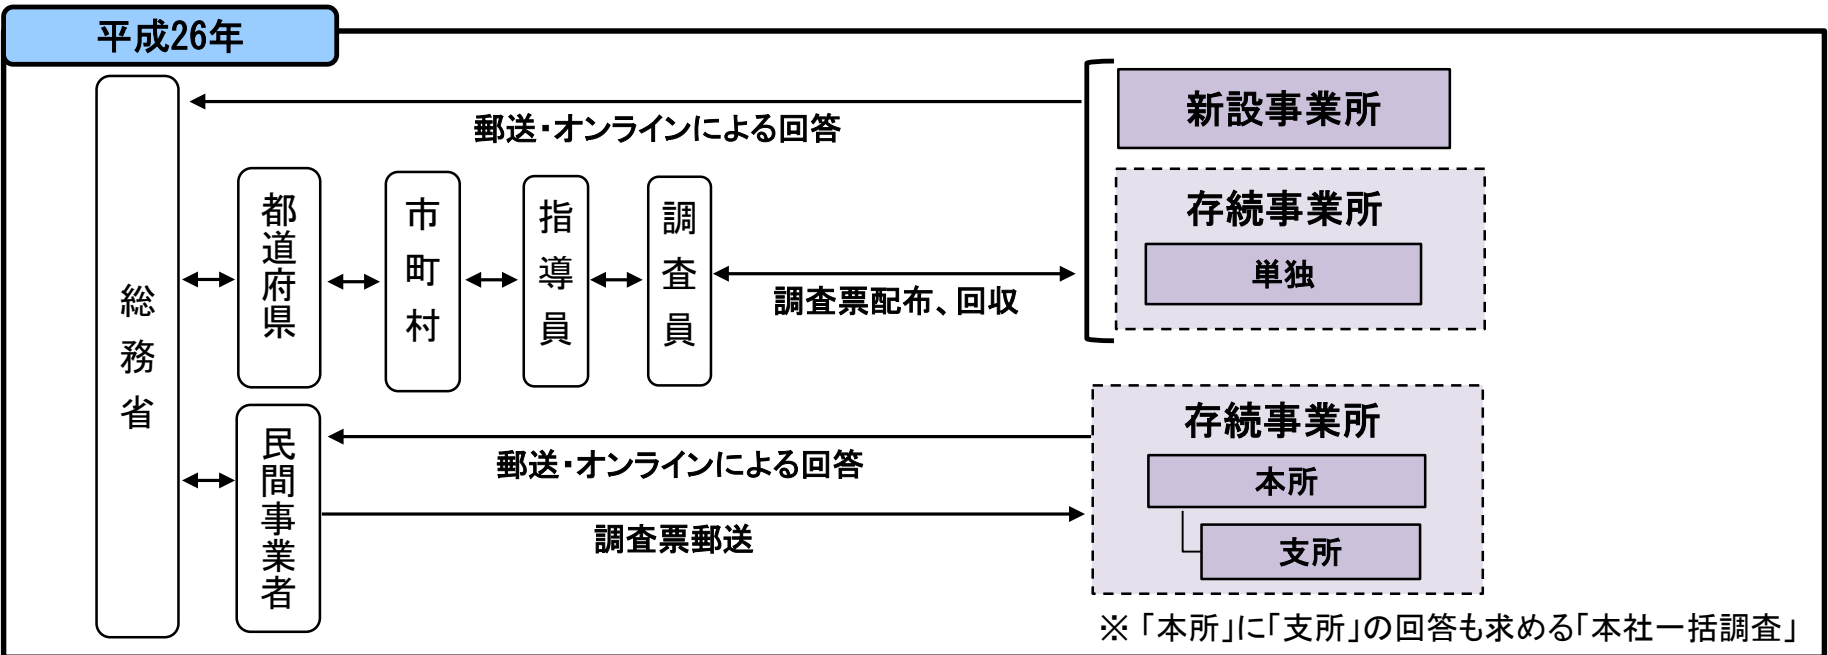 平成26年
総務省
都道府県
市町村
指導員
調査員
民間事業者
郵送・オンラインによる回答
調査票配布、回収
新設事業所
存続事業所
単独
郵送・オンラインによる回答
調査票郵送
存続事業所
本所
支所
※「本所」に「支所」の回答も求める「本社一括調査」